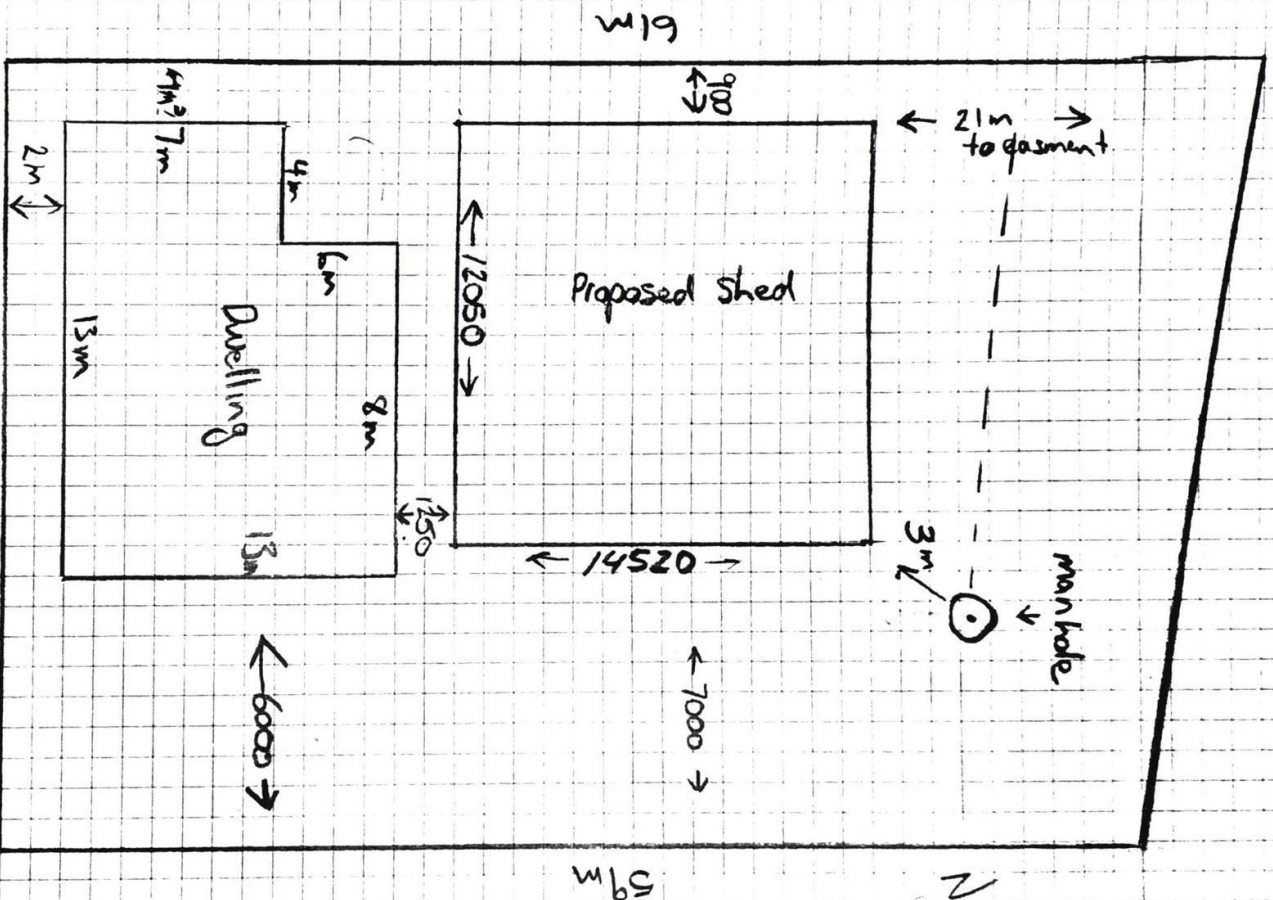 61m
900
21m
to easment
7m
4m
2m
6m
12050
Proposed Shed
13m
Dwelling
8m
1250
13m
14520
3m
manhole
6000
7000
59m